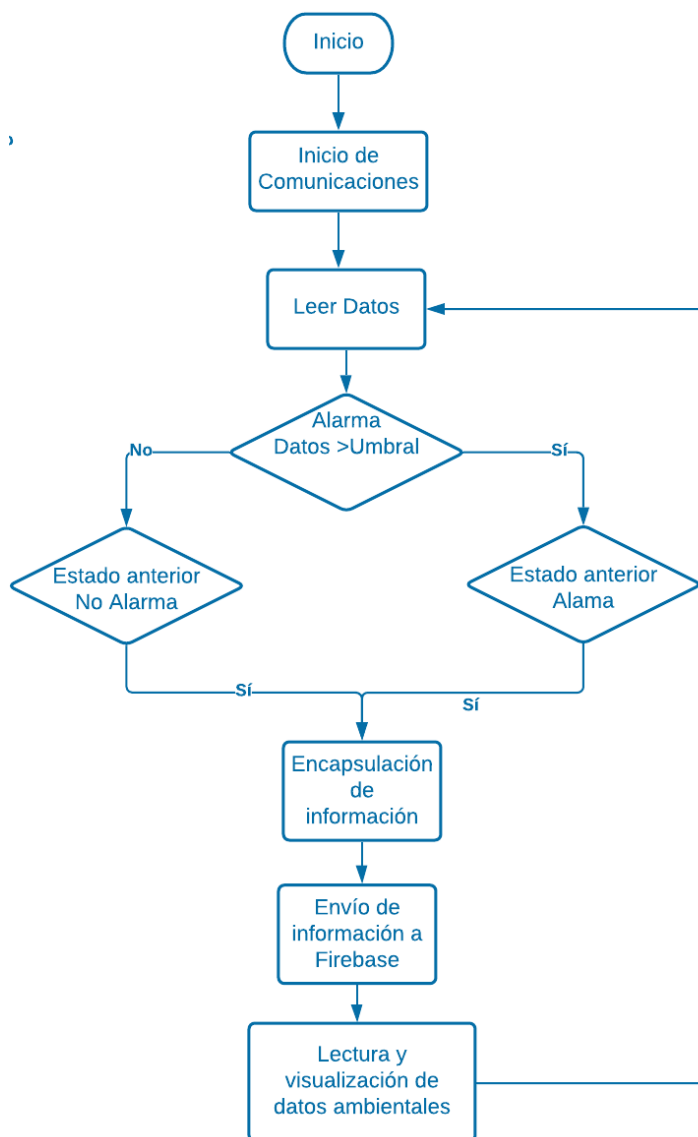 Inicio
Inicio de
Comunicaciones
Leer Datos
Alarma
Datos >Umbral
No
Sí
Estado anterior
No Alarma
Estado anterior
Alama
Sí
Sí
Encapsulación
de
información
Envío de
información a
Firebase
Lectura y
visualización de
datos ambientales